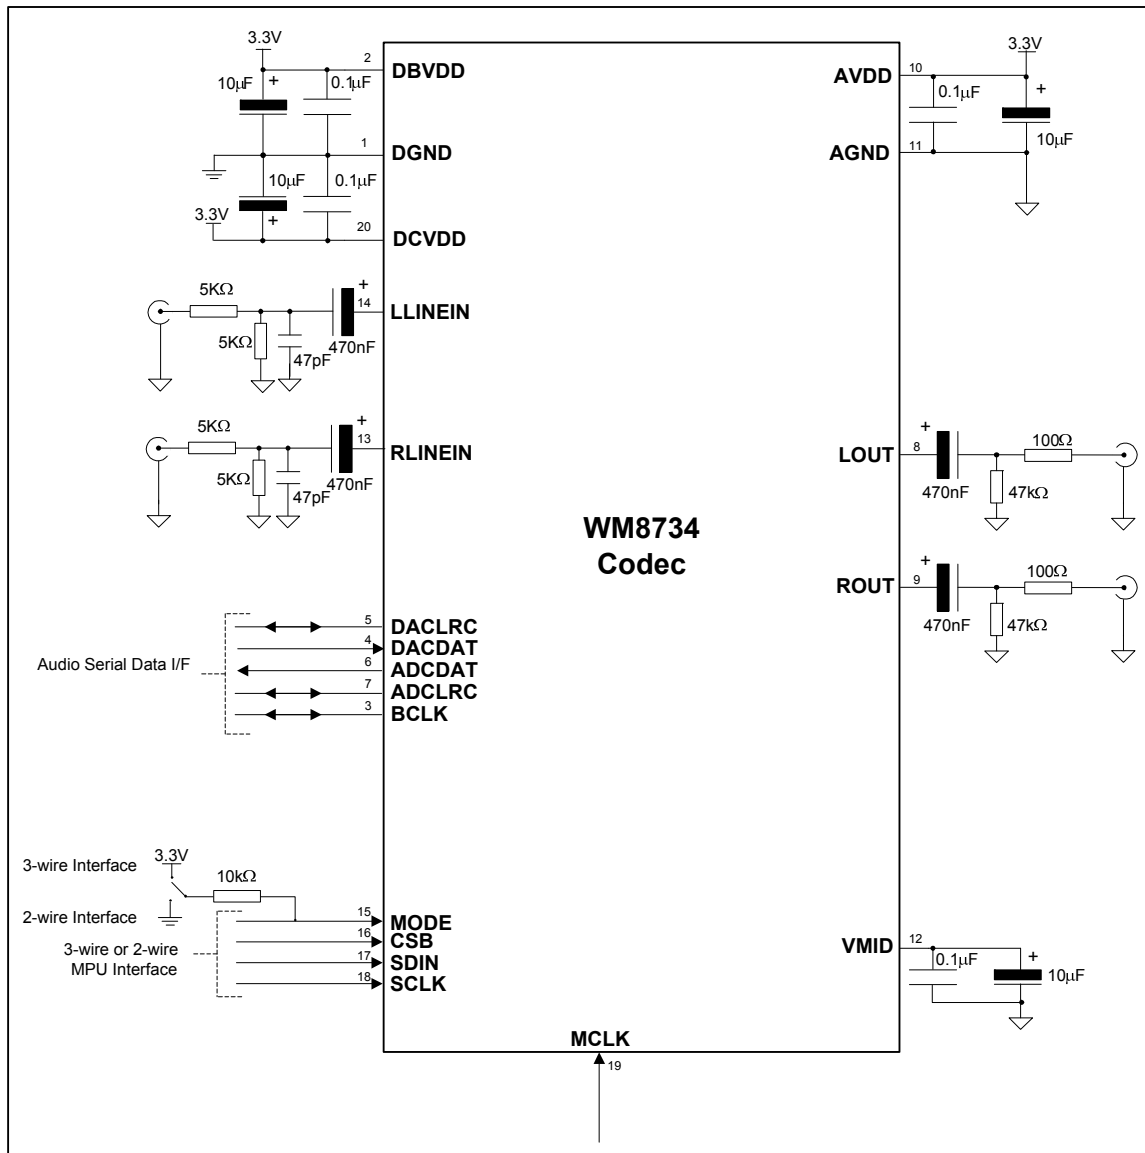 3.3V
2
DBVDD
10µF
+
0.1µF
1
DGND
10µF
0.1µF
3.3V
+
20
DCVDD
5KΩ
+
14
LLINEIN
5KΩ
47pF
470nF
5KΩ
+
13
RLINEIN
5KΩ
47pF
470nF
Audio Serial Data I/F
5
DACLRC
4
DACDAT
6
ADCDAT
7
ADCLRC
3
BCLK
3-wire Interface
3.3V
10kΩ
2-wire Interface
3-wire or 2-wire
MPU Interface
15
MODE
16
CSB
17
SDIN
18
SCLK
WM8734
Codec
MCLK
19
3.3V
AVDD
10
0.1µF
+
10µF
AGND
11
LOUT
8
+
470nF
100Ω
47kΩ
ROUT
9
+
470nF
100Ω
47kΩ
VMID
12
0.1µF
+
10µF